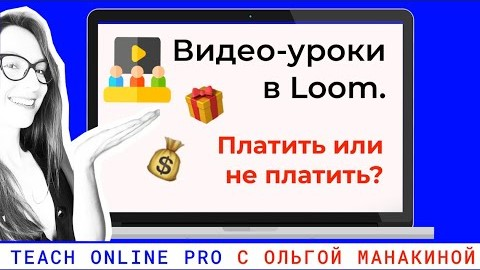 Видео-уроки
в Loom.
Платить или
не платить?
TEACH ONLINE PRO С ОЛЬГОЙ МАНАКИНОЙ